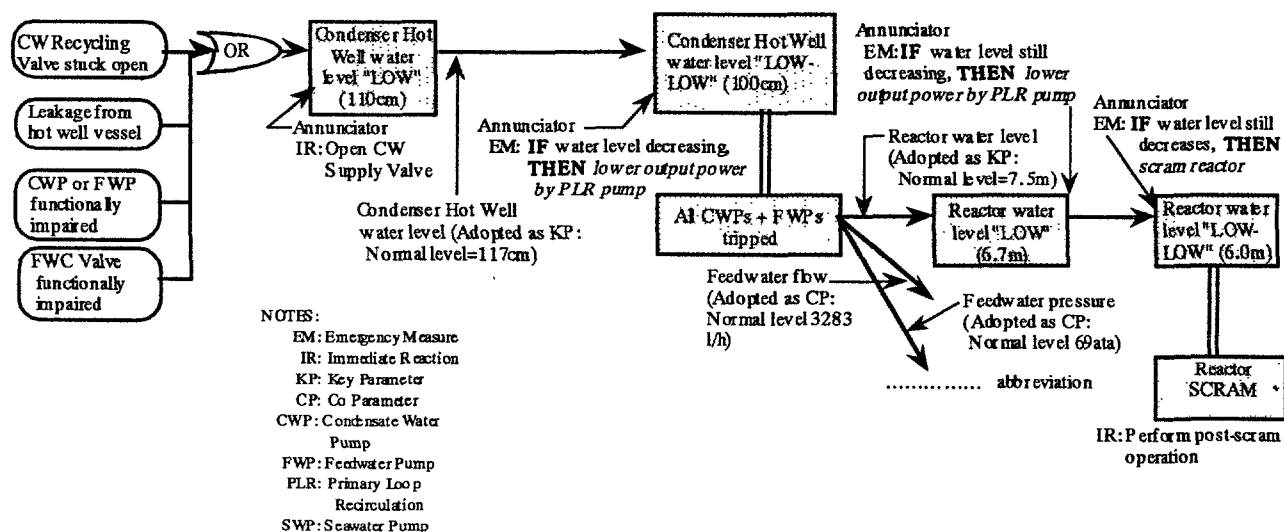 CW Recycling
Valve stuck open
Leakage from
hot well vessel
CWP or FWP
functionally
impaired
FWC Valve
functionally
impaired
OR
Condenser Hot
Well water
level "LOW"
(110cm)
Annunciator
IR: Open CW
Supply Valve
Condenser Hot Well
water level (Adopted as KP:
Normal level=117cm)
Annunciator
EM: IF water level decreasing,
THEN lower output power
by PLR pump
Condenser Hot Well
water level "LOW-
LOW" (100cm)
All CWPs + FWPs
tripped
Annunciator
EM: IF water level still
decreasing, THEN lower
output power by PLR pump
Reactor water level
(Adopted as KP:
Normal level=7.5m)
Reactor water
level "LOW"
(6.7m)
Annunciator
EM: IF water level still
decreases, THEN
scram reactor
Reactor water
level "LOW-
LOW" (6.0m)
Feedwater flow
(Adopted as CP:
Normal level 3283
l/h)
Feedwater pressure
(Adopted as CP:
Normal level 69ata)
.............. abbreviation
Reactor
SCRAM
IR: Perform post-scram
operation
NOTES:
EM: Emergency Measure
IR: Immediate Reaction
KP: Key Parameter
CP: Co Parameter
CWP: Condensate Water
Pump
FWP: Feedwater Pump
PLR: Primary Loop
Recirculation
SWP: Seawater Pump